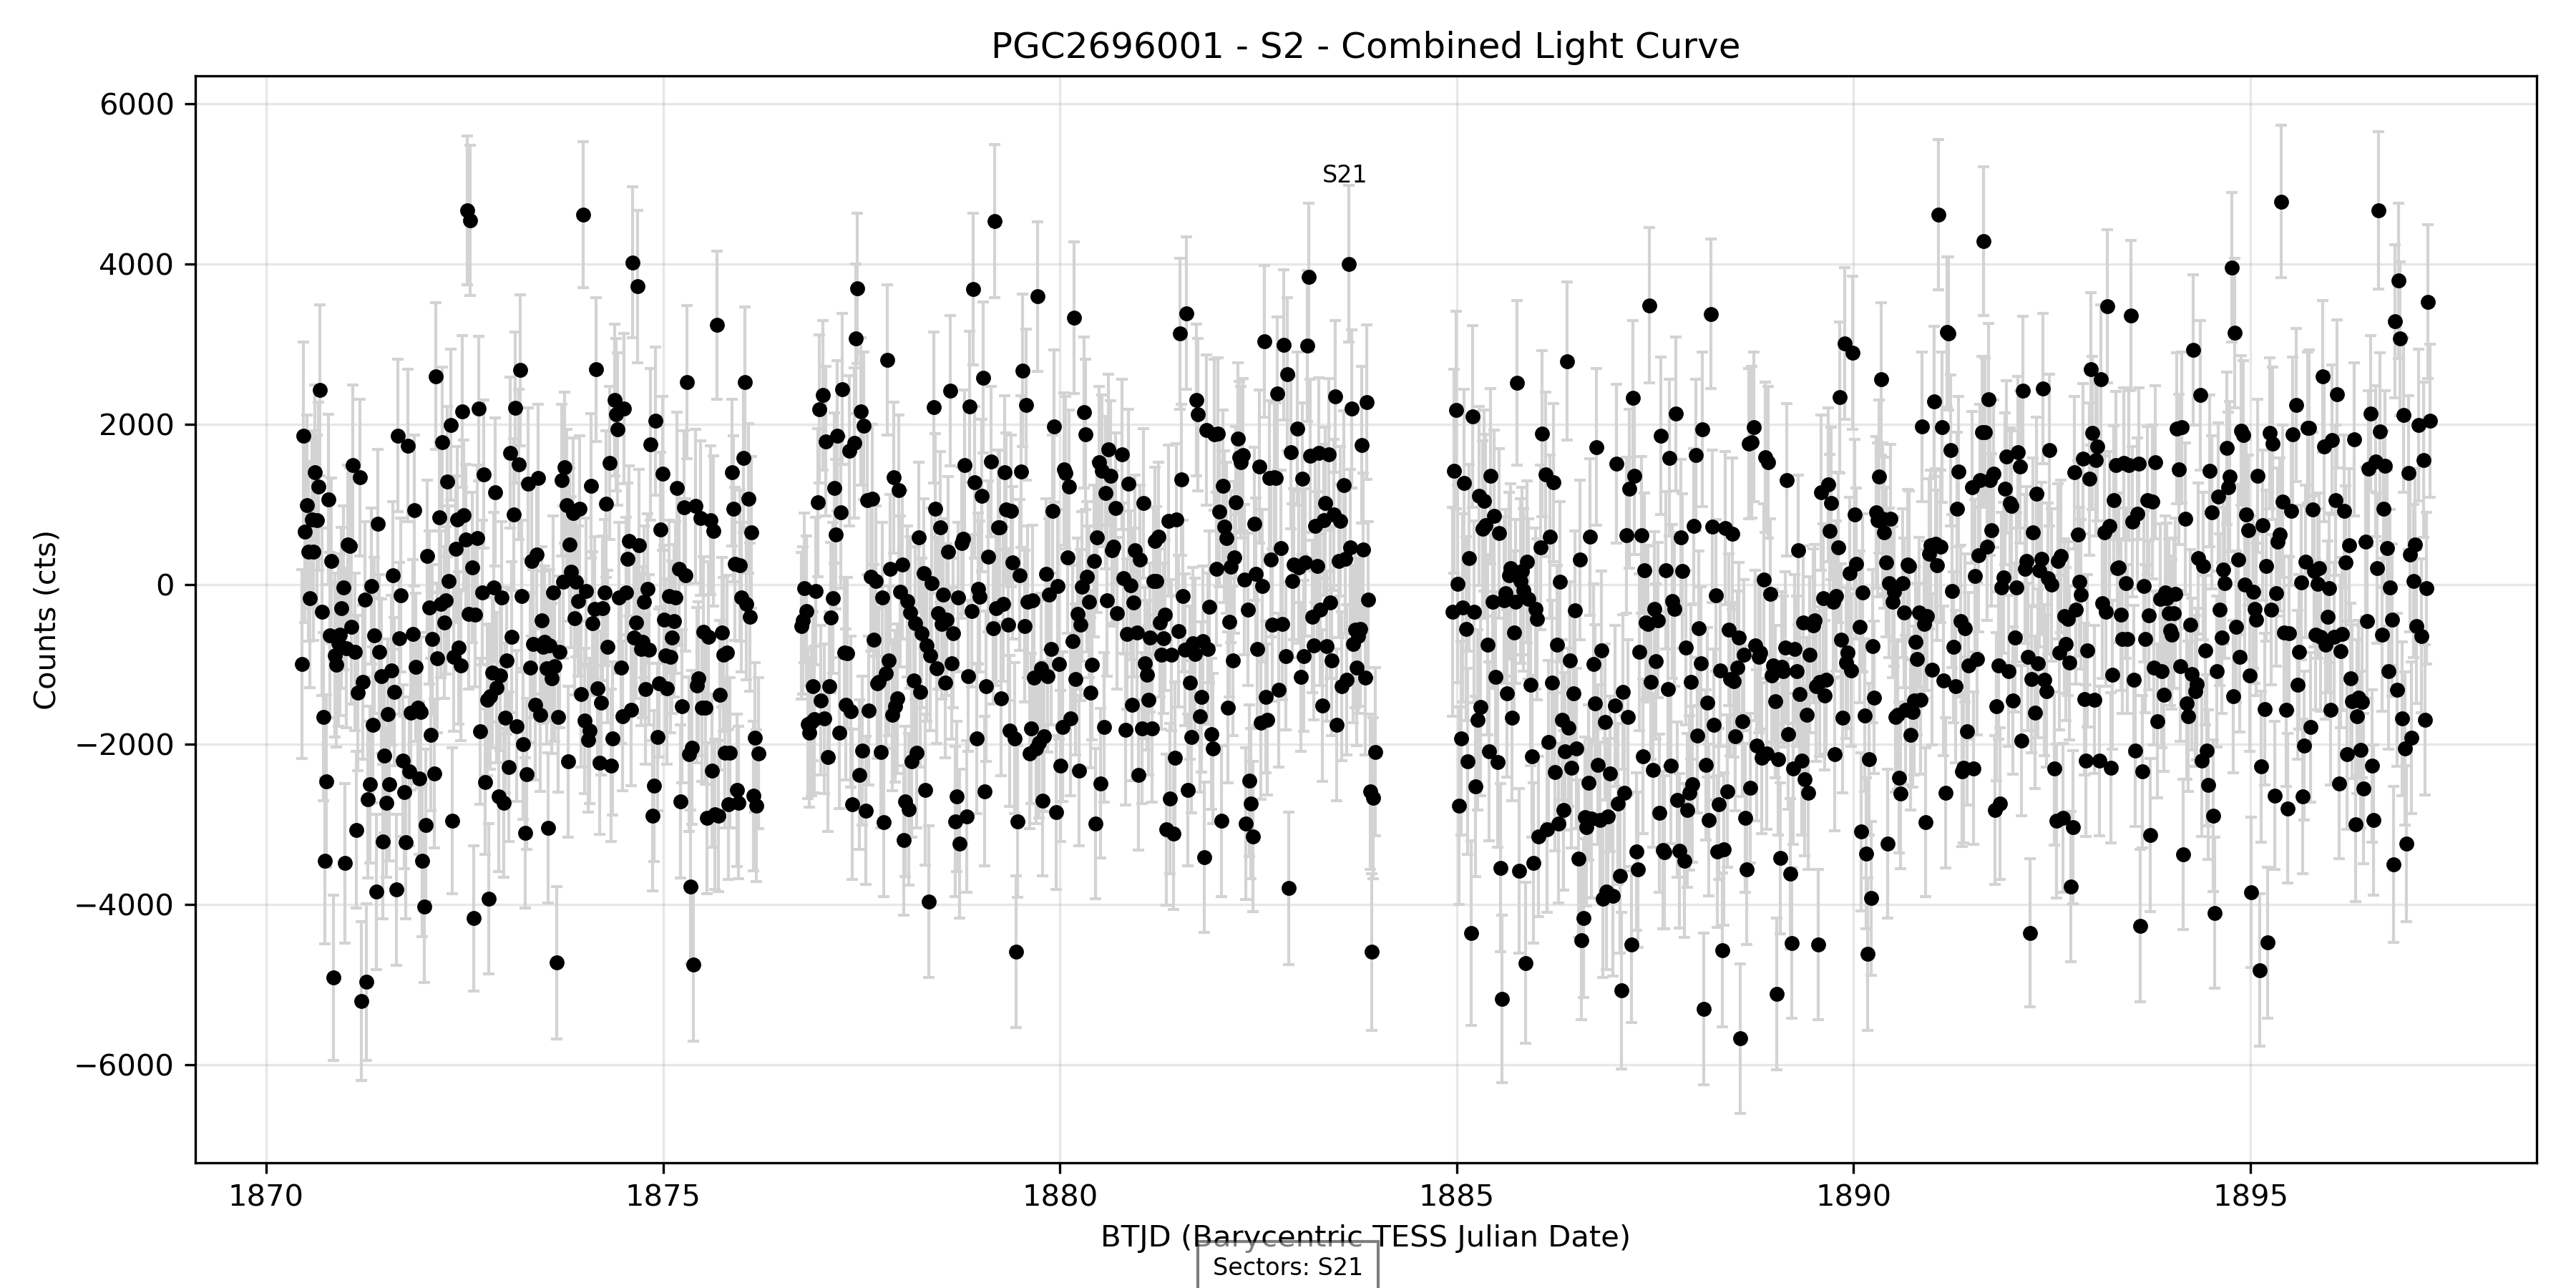 PGC2696001 - S2 - Combined Light Curve
6000
4000
2000
0
−2000
−4000
−6000
Counts (cts)
S21
1870
1875
1880
1885
1890
1895
BTJD (Barycentric TESS Julian Date)
Sectors: S21